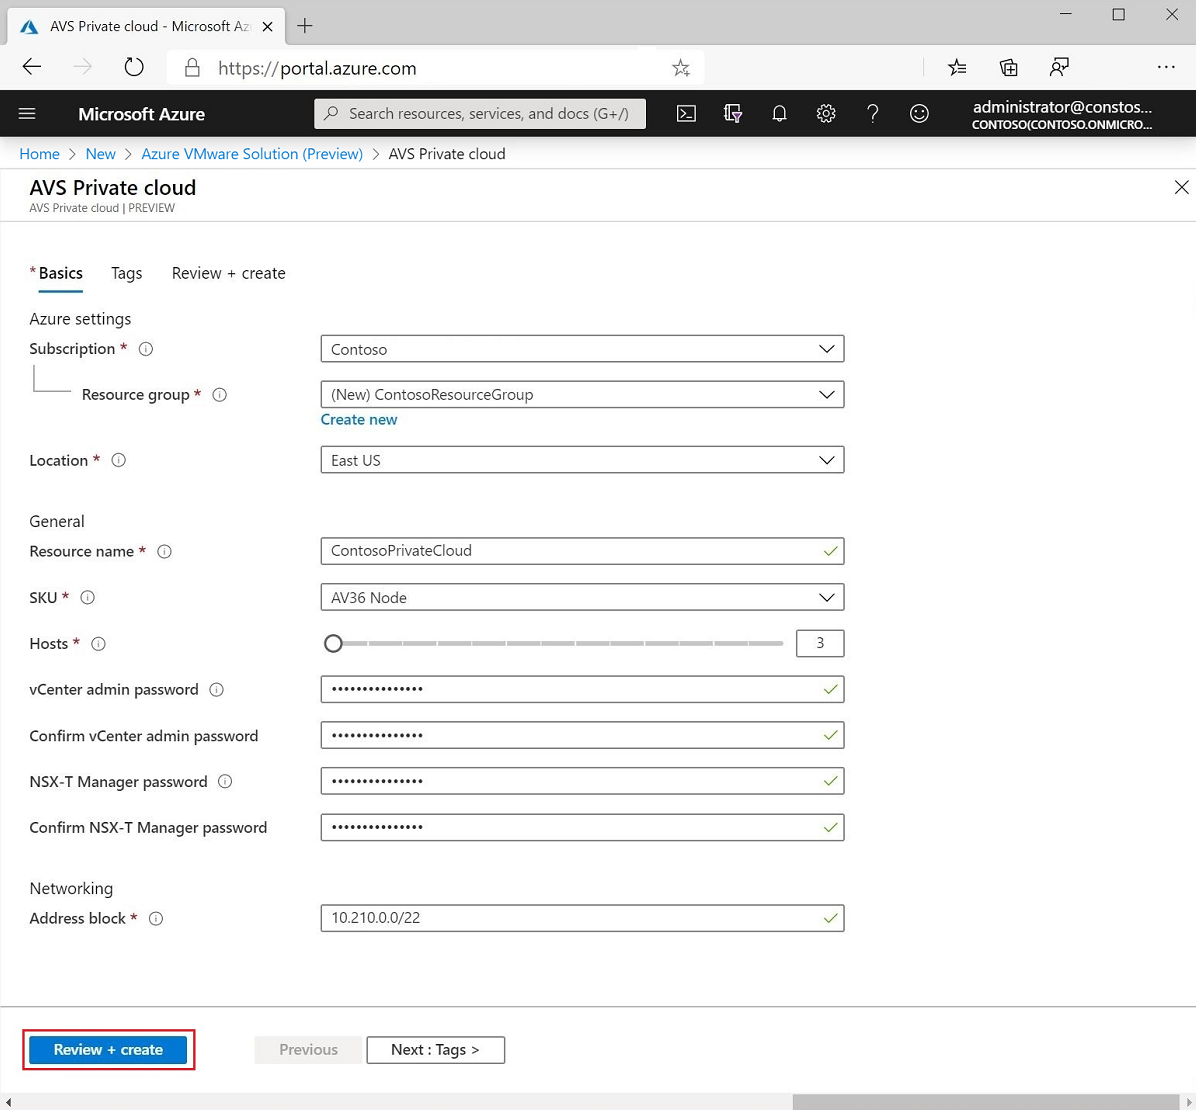 AVS Private cloud - Microsoft Az
https://portal.azure.com
Microsoft Azure
Search resources, services, and docs (G+/)
administrator@constos...
CONTOSO(CONTOSO.ONMICRO...
Home > New > Azure VMware Solution (Preview) > AVS Private cloud
AVS Private cloud
AVS Private cloud | PREVIEW
* Basics Tags Review + create
Azure settings
Subscription * Contoso
Resource group * (New) ContosoResourceGroup
Create new
Location * East US
General
Resource name * ContosoPrivateCloud
SKU * AV36 Node
Hosts * 3
vCenter admin password •••••••••••••••
Confirm vCenter admin password •••••••••••••••
NSX-T Manager password •••••••••••••••
Confirm NSX-T Manager password •••••••••••••••
Networking
Address block * 10.210.0.0/22
Review + create Previous Next : Tags >